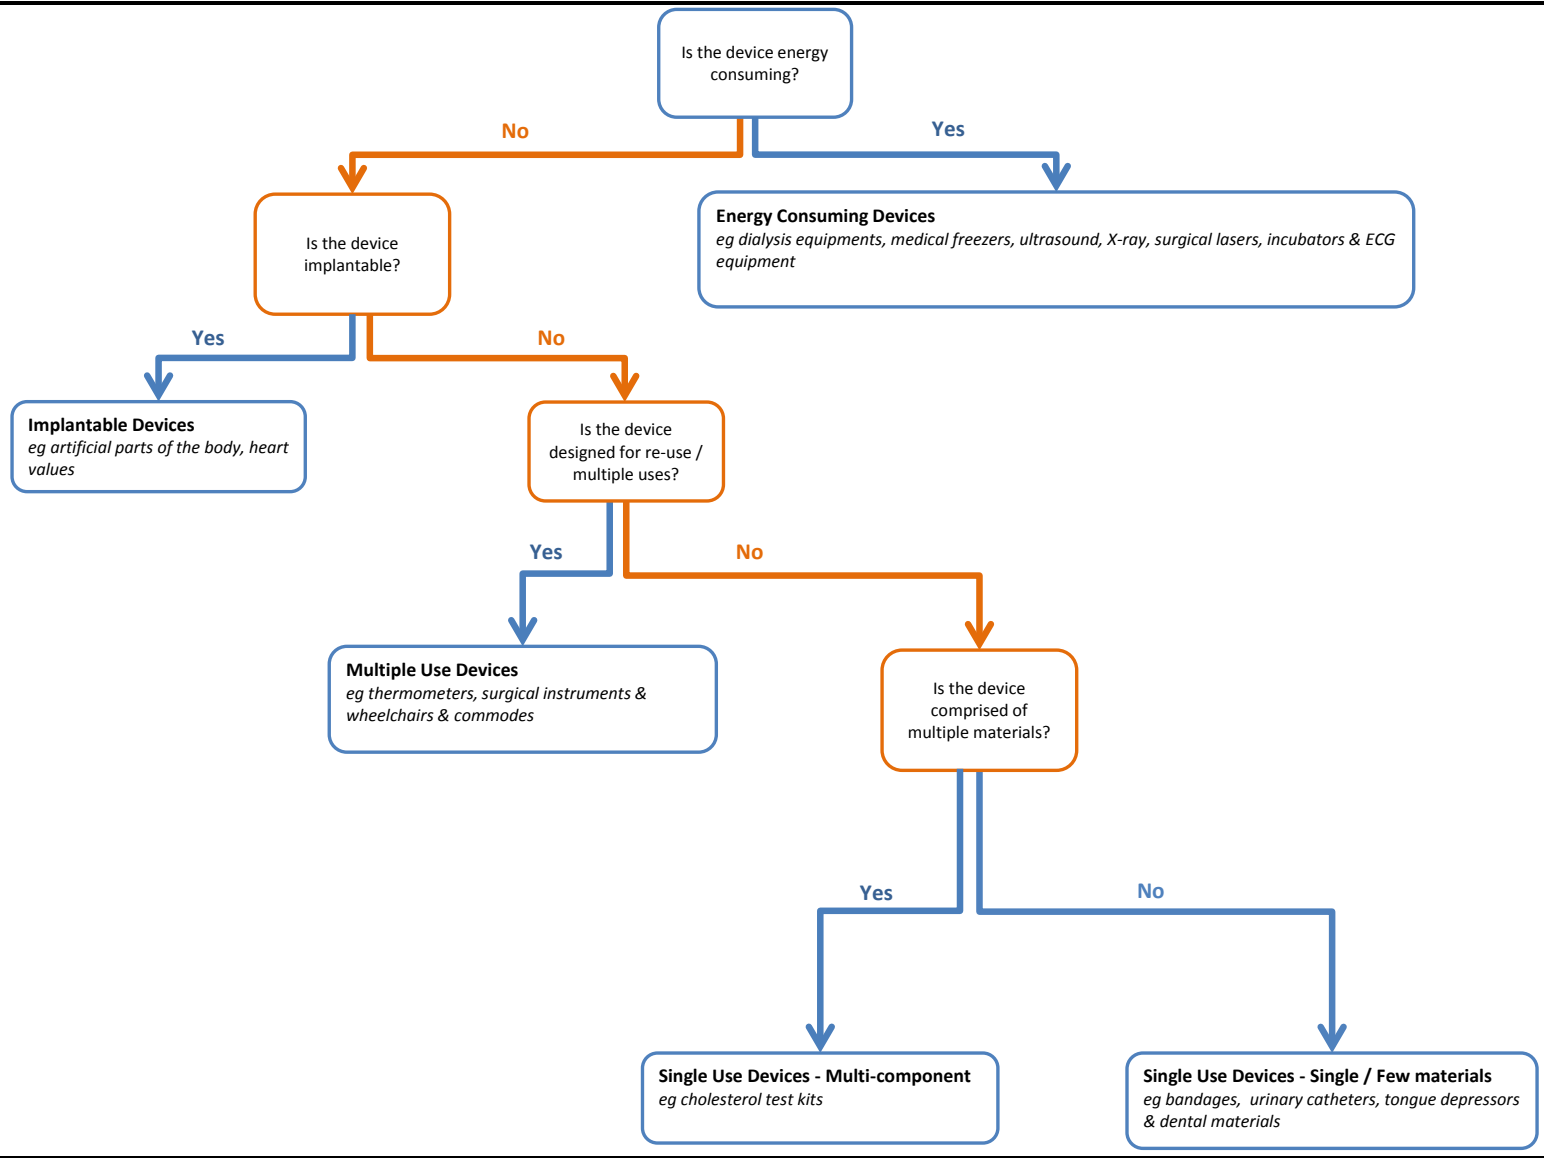 Is the device energy
consuming?
No
Yes
Is the device
implantable?
Energy Consuming Devices
eg dialysis equipments, medical freezers, ultrasound, X-ray, surgical lasers, incubators & ECG
equipment
Yes
No
Implantable Devices
eg artificial parts of the body, heart
values
Is the device
designed for re-use /
multiple uses?
Yes
No
Multiple Use Devices
eg thermometers, surgical instruments &
wheelchairs & commodes
Is the device
comprised of
multiple materials?
Yes
No
Single Use Devices - Multi-component
eg cholesterol test kits
Single Use Devices - Single / Few materials
eg bandages,  urinary catheters, tongue depressors
& dental materials